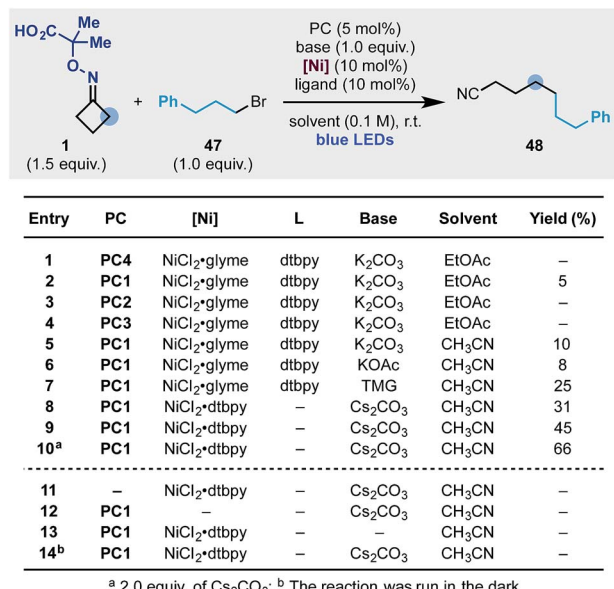 HO₂C Me
Me
O
N
1
(1.5 equiv.)
+
Ph Br
47
(1.0 equiv.)
PC (5 mol%)
base (1.0 equiv.)
[Ni] (10 mol%)
ligand (10 mol%)
solvent (0.1 M), r.t.
blue LEDs
NC Ph
48
Entry PC [Ni] L Base Solvent Yield (%)
1 PC4 NiCl₂•glyme dtbpy K₂CO₃ EtOAc –
2 PC1 NiCl₂•glyme dtbpy K₂CO₃ EtOAc 5
3 PC2 NiCl₂•glyme dtbpy K₂CO₃ EtOAc –
4 PC3 NiCl₂•glyme dtbpy K₂CO₃ EtOAc –
5 PC1 NiCl₂•glyme dtbpy K₂CO₃ CH₃CN 10
6 PC1 NiCl₂•glyme dtbpy KOAc CH₃CN 8
7 PC1 NiCl₂•glyme dtbpy TMG CH₃CN 25
8 PC1 NiCl₂•dtbpy – Cs₂CO₃ CH₃CN 31
9 PC1 NiCl₂•dtbpy – Cs₂CO₃ CH₃CN 45
10ᵃ PC1 NiCl₂•dtbpy – Cs₂CO₃ CH₃CN 66
11 – NiCl₂•dtbpy – Cs₂CO₃ CH₃CN –
12 PC1 – – Cs₂CO₃ CH₃CN –
13 PC1 NiCl₂•dtbpy – – CH₃CN –
14ᵇ PC1 NiCl₂•dtbpy – Cs₂CO₃ CH₃CN –
ᵃ 2.0 equiv. of Cs₂CO₃; ᵇ The reaction was run in the dark